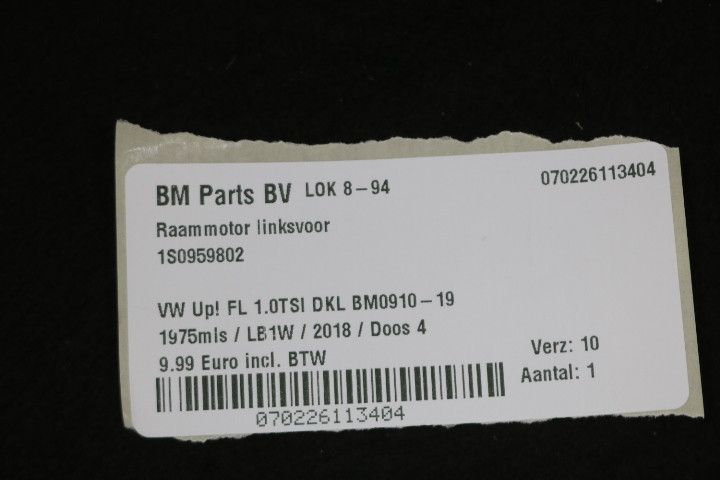 BM Parts BV LOK 8-94 070226113404
Raammotor linksvoor
1S0959802
VW Up! FL 1.0TSI DKL BM0910-19
1975mls / LB1W / 2018 / Doos 4
9.99 Euro incl. BTW
Verz: 10
Aantal: 1
070226113404